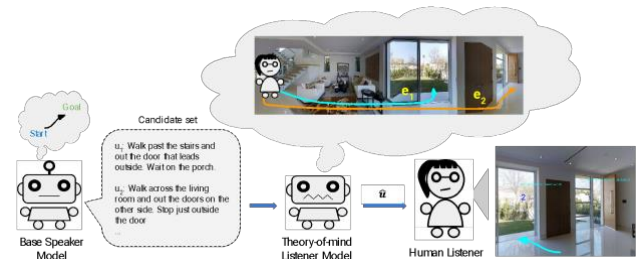 Goal
Start
Candidate set
u₁: Walk past the stairs and
out the door that leads
outside. Wait on the porch.
u₂: Walk across the living
room and out the doors on the
other side. Stop just outside
the door
...
e₁
e₂
û
2
Base Speaker
Model
Theory-of-mind
Listener Model
Human Listener